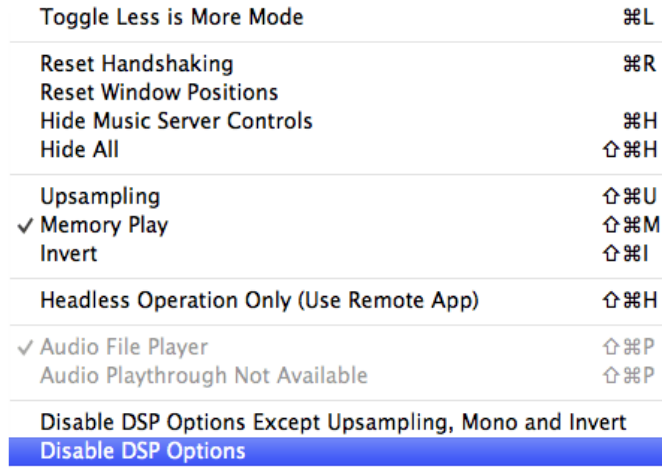 Toggle Less is More Mode ⌘L
Reset Handshaking ⌘R
Reset Window Positions
Hide Music Server Controls ⌘H
Hide All ⇧⌘H
Upsampling ⇧⌘U
✓ Memory Play ⇧⌘M
Invert ⇧⌘I
Headless Operation Only (Use Remote App) ⇧⌘H
✓ Audio File Player ⇧⌘P
Audio Playthrough Not Available ⇧⌘P
Disable DSP Options Except Upsampling, Mono and Invert
Disable DSP Options